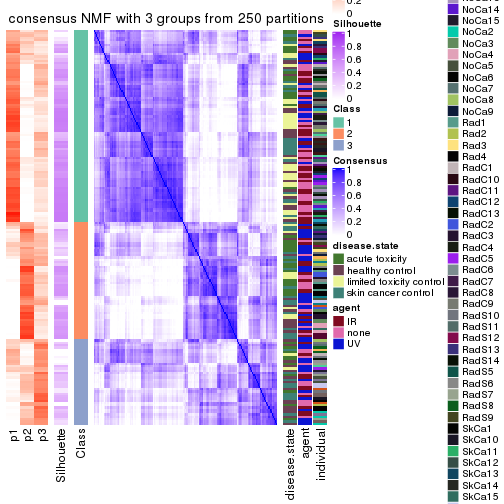 consensus NMF with 3 groups from 250 partitions
p1
p2
p3
Silhouette
Class
disease.state
agent
individual
0.2
0
Silhouette
1
0.8
0.6
0.4
0.2
0
Class
1
2
3
Consensus
1
0.8
0.6
0.4
0.2
0
disease.state
acute toxicity
healthy control
limited toxicity control
skin cancer control
agent
IR
none
UV
NoCa14
NoCa15
NoCa2
NoCa3
NoCa4
NoCa5
NoCa6
NoCa7
NoCa8
NoCa9
Rad1
Rad2
Rad3
Rad4
RadC1
RadC10
RadC11
RadC12
RadC13
RadC2
RadC3
RadC4
RadC5
RadC6
RadC7
RadC8
RadC9
RadS10
RadS11
RadS12
RadS13
RadS14
RadS5
RadS6
RadS7
RadS8
RadS9
SkCa1
SkCa10
SkCa11
SkCa12
SkCa13
SkCa14
SkCa15